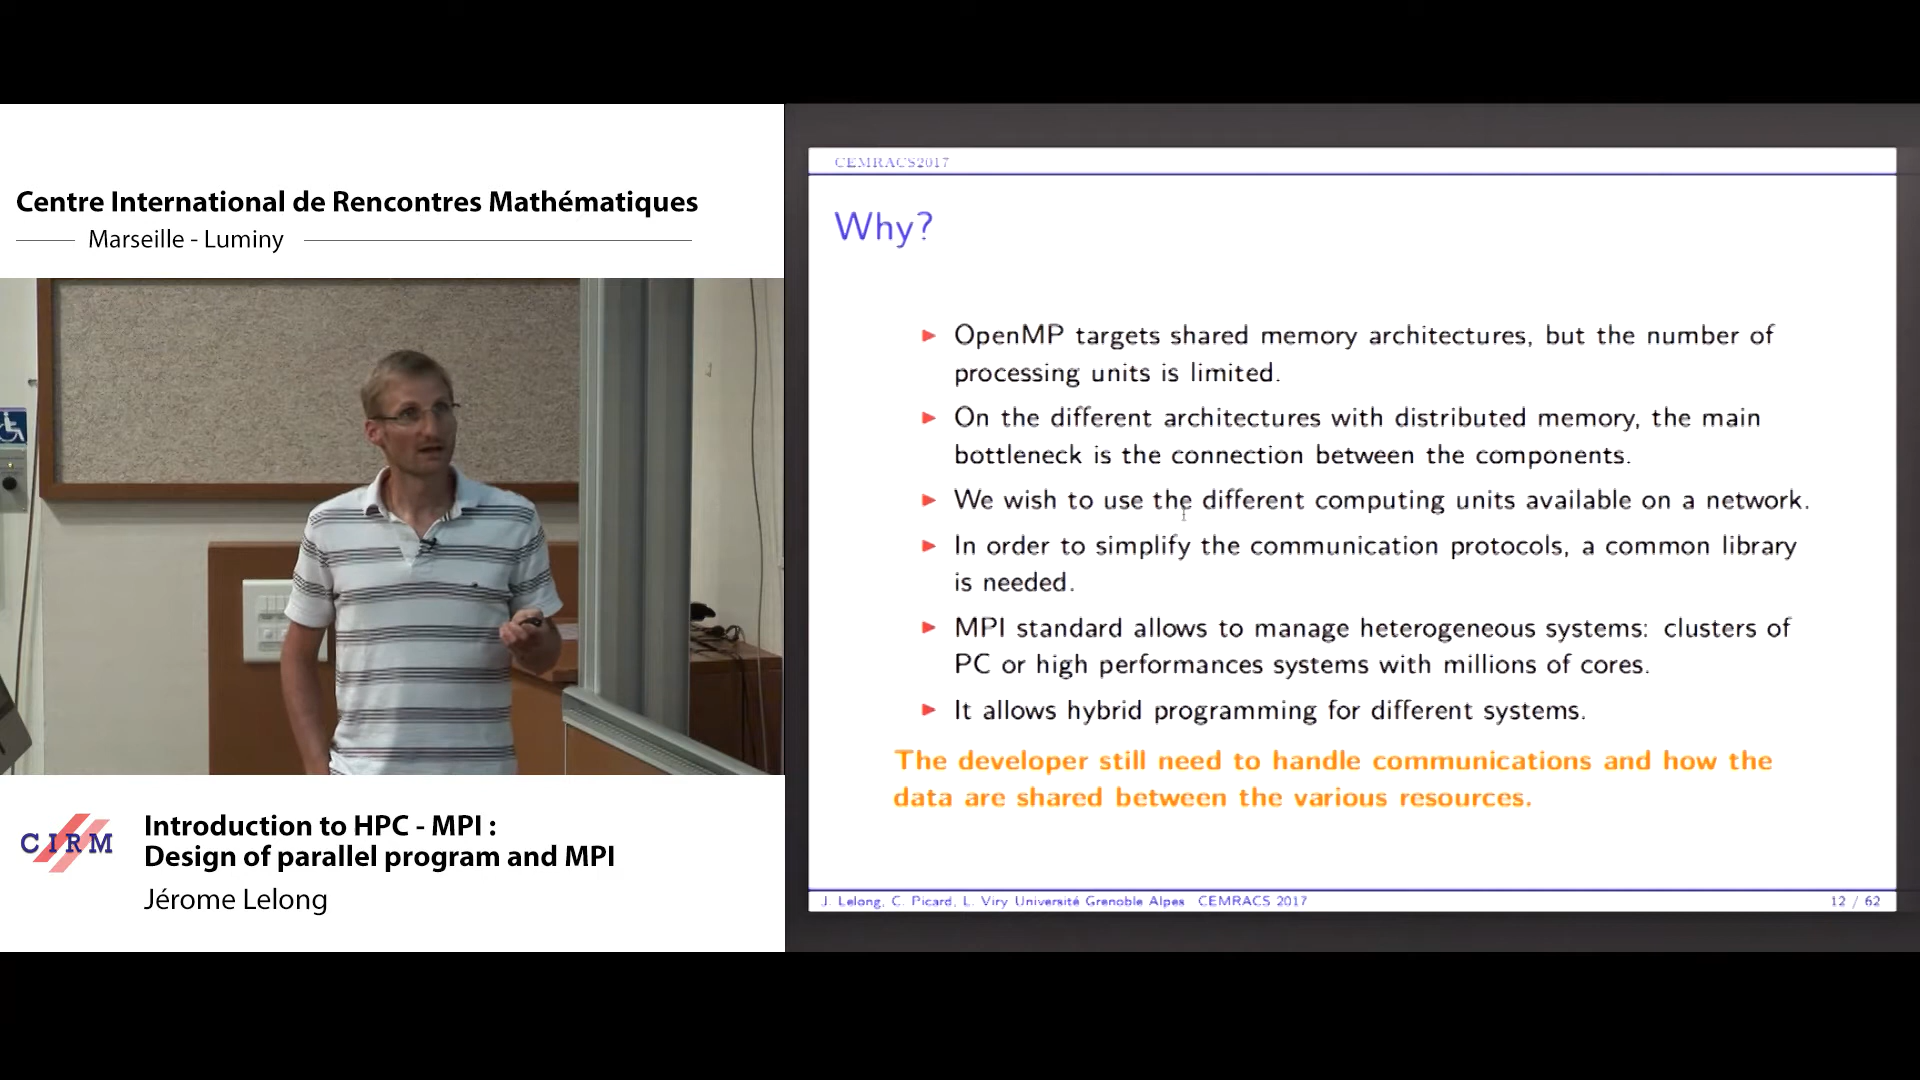 Centre International de Rencontres Mathématiques
Marseille - Luminy
CIRM
Introduction to HPC - MPI :
Design of parallel program and MPI
Jérome Lelong
CEMRACS2017
Why?
OpenMP targets shared memory architectures, but the number of
processing units is limited.
On the different architectures with distributed memory, the main
bottleneck is the connection between the components.
We wish to use the different computing units available on a network.
In order to simplify the communication protocols, a common library
is needed.
MPI standard allows to manage heterogeneous systems: clusters of
PC or high performances systems with millions of cores.
It allows hybrid programming for different systems.
The developer still need to handle communications and how the
data are shared between the various resources.
J. Lelong, C. Picard, L. Viry Université Grenoble Alpes CEMRACS 2017
12 / 62